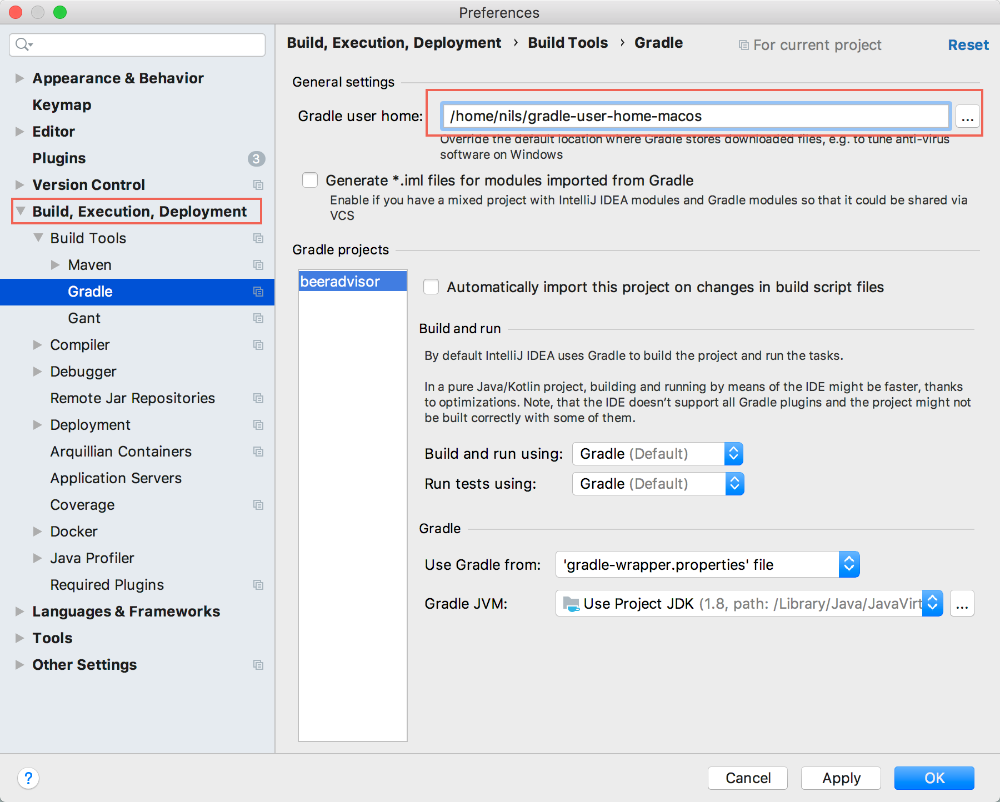 Preferences
Build, Execution, Deployment › Build Tools › Gradle
For current project
Reset
Appearance & Behavior
Keymap
Editor
Plugins 3
Version Control
Build, Execution, Deployment
Build Tools
Maven
Gradle
Gant
Compiler
Debugger
Remote Jar Repositories
Deployment
Arquillian Containers
Application Servers
Coverage
Docker
Java Profiler
Required Plugins
Languages & Frameworks
Tools
Other Settings
General settings
Gradle user home: /home/nils/gradle-user-home-macos ...
Override the default location where Gradle stores downloaded files, e.g. to tune anti-virus
software on Windows
Generate *.iml files for modules imported from Gradle
Enable if you have a mixed project with IntelliJ IDEA modules and Gradle modules so that it could be shared via
VCS
Gradle projects
beeradvisor
Automatically import this project on changes in build script files
Build and run
By default IntelliJ IDEA uses Gradle to build the project and run the tasks.
In a pure Java/Kotlin project, building and running by means of the IDE might be faster, thanks
to optimizations. Note, that the IDE doesn’t support all Gradle plugins and the project might not
be built correctly with some of them.
Build and run using: Gradle (Default)
Run tests using: Gradle (Default)
Gradle
Use Gradle from: 'gradle-wrapper.properties' file
Gradle JVM: Use Project JDK (1.8, path: /Library/Java/JavaVirt ...
?
Cancel
Apply
OK